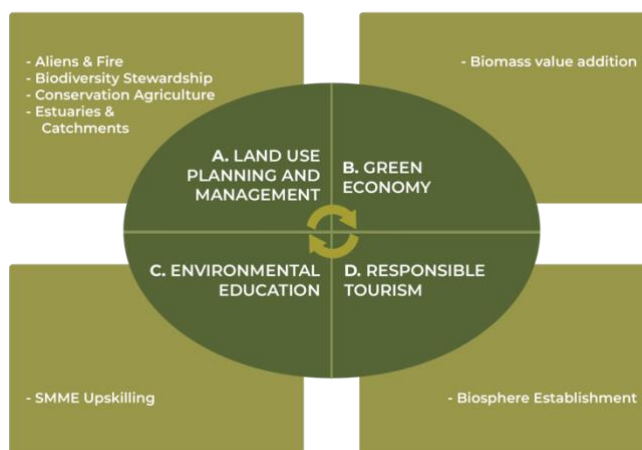 - Aliens & Fire
- Biodiversity Stewardship
- Conservation Agriculture
- Estuaries &
Catchments
- Biomass value addition
A. LAND USE
PLANNING AND
MANAGEMENT
B. GREEN
ECONOMY
C. ENVIRONMENTAL
EDUCATION
D. RESPONSIBLE
TOURISM
- SMME Upskilling
- Biosphere Establishment